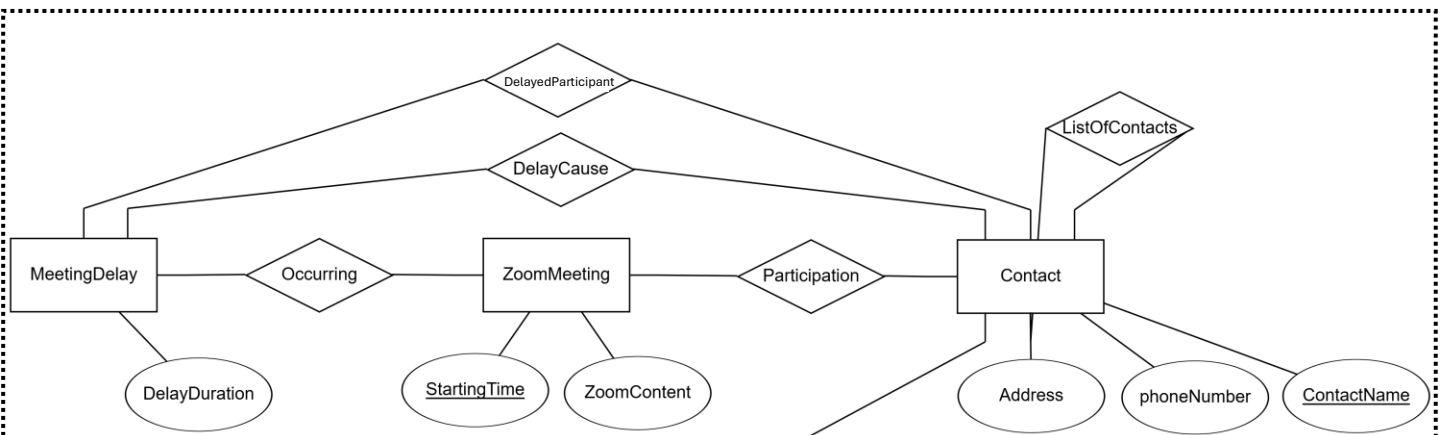 DelayedParticipant
ListOfContacts
DelayCause
MeetingDelay
Occurring
ZoomMeeting
Participation
Contact
DelayDuration
StartingTime
ZoomContent
Address
phoneNumber
ContactName